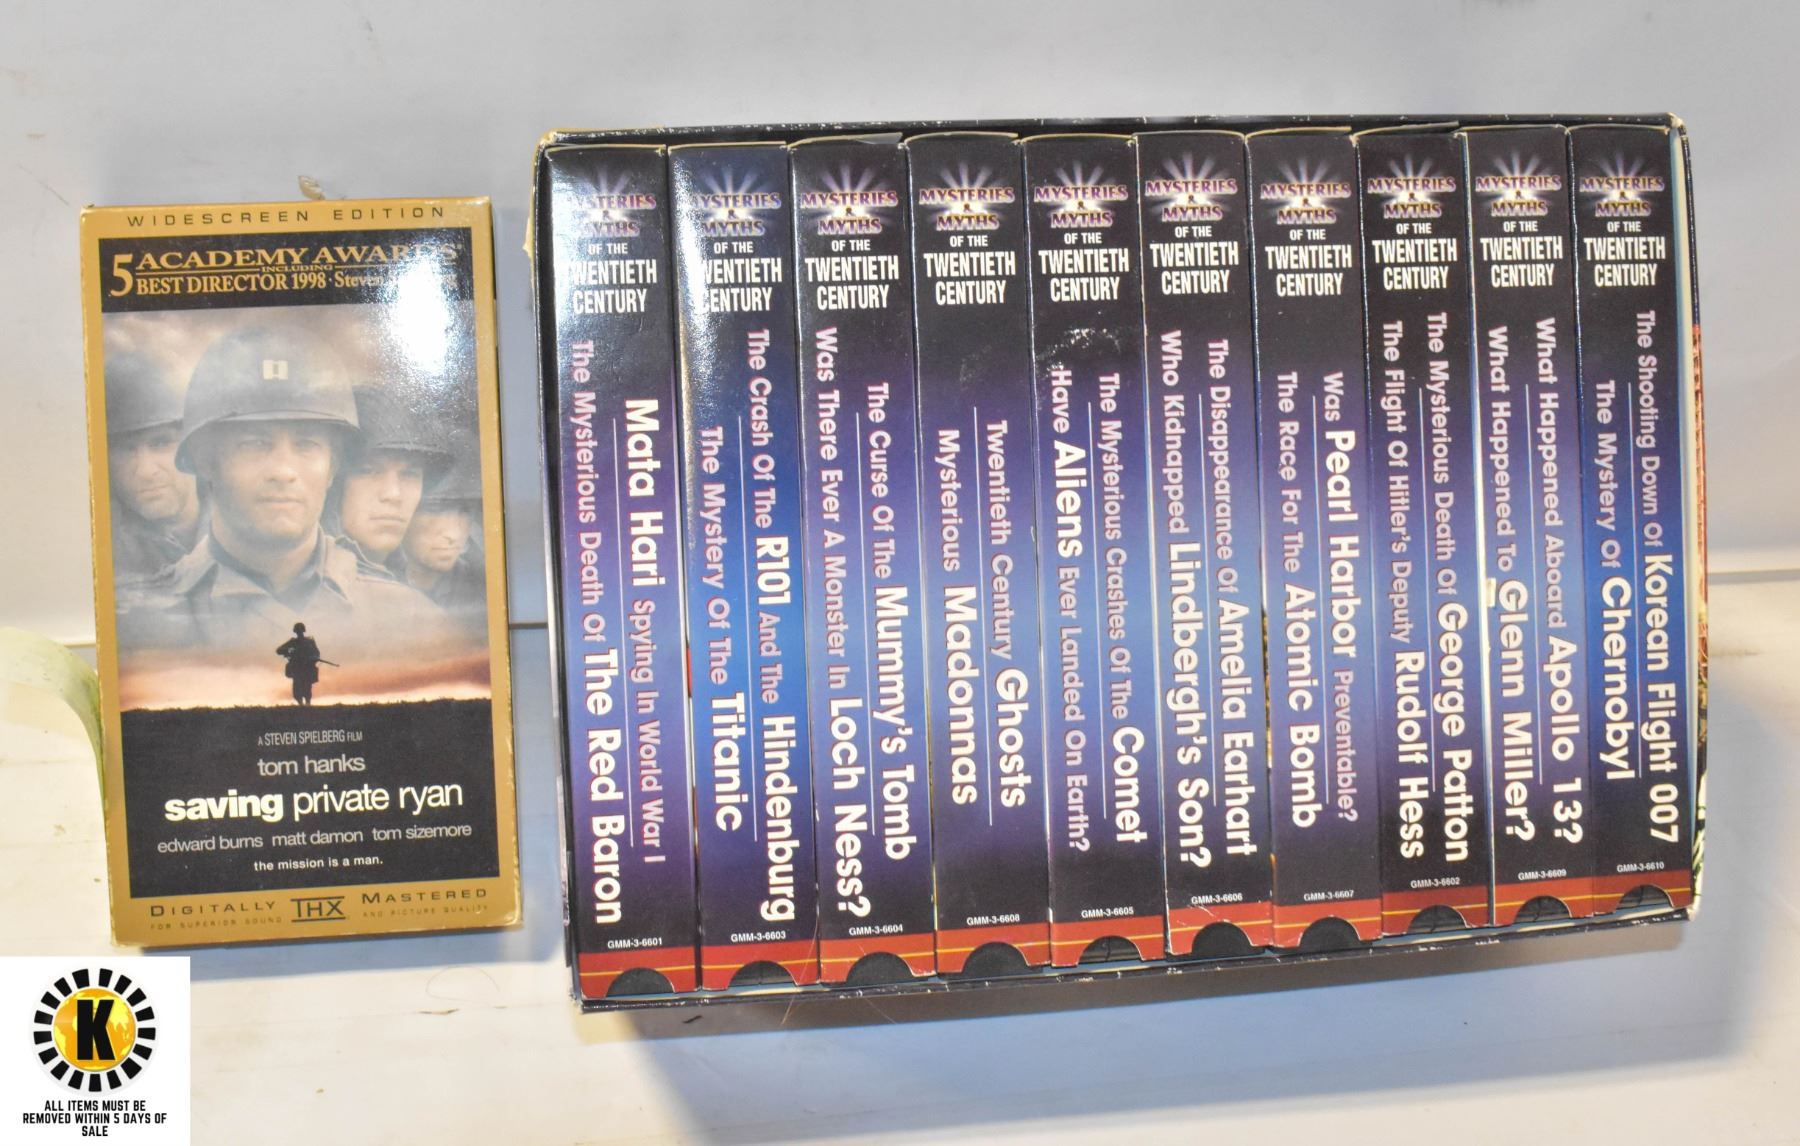 WIDESCREEN EDITION
5 ACADEMY AWARDS
INCLUDING
BEST DIRECTOR 1998 · Steven
A STEVEN SPIELBERG FILM
tom hanks
saving private ryan
edward burns matt damon tom sizemore
the mission is a man.
DIGITALLY THX MASTERED
FOR SUPERIOR SOUND AND PICTURE QUALITY
MYSTERIES
&
MYTHS
OF THE
TWENTIETH
CENTURY
Mata Hari Spying In World War I
The Mysterious Death Of The Red Baron
GMM-3-6601
MYSTERIES
&
MYTHS
OF THE
TWENTIETH
CENTURY
The Crash Of The R101 And The Hindenburg
The Mystery Of The Titanic
GMM-3-6603
MYSTERIES
&
MYTHS
OF THE
TWENTIETH
CENTURY
The Curse Of The Mummy's Tomb
Was There Ever A Monster In Loch Ness?
GMM-3-6604
MYSTERIES
&
MYTHS
OF THE
TWENTIETH
CENTURY
Twentieth Century Ghosts
Mysterious Madonnas
GMM-3-6608
MYSTERIES
&
MYTHS
OF THE
TWENTIETH
CENTURY
The Mysterious Crashes Of The Comet
Have Aliens Ever Landed On Earth?
GMM-3-6605
MYSTERIES
&
MYTHS
OF THE
TWENTIETH
CENTURY
The Disappearance Of Amelia Earhart
Who Kidnapped Lindbergh's Son?
GMM-3-6606
MYSTERIES
&
MYTHS
OF THE
TWENTIETH
CENTURY
Was Pearl Harbor Preventable?
The Race For The Atomic Bomb
GMM-3-6607
MYSTERIES
&
MYTHS
OF THE
TWENTIETH
CENTURY
The Mysterious Death Of George Patton
The Flight Of Hitler's Deputy Rudolf Hess
GMM-3-6602
MYSTERIES
&
MYTHS
OF THE
TWENTIETH
CENTURY
What Happened Aboard Apollo 13?
What Happened To Glenn Miller?
GMM-3-6609
MYSTERIES
&
MYTHS
OF THE
TWENTIETH
CENTURY
The Shooting Down Of Korean Flight 007
The Mystery Of Chernobyl
GMM-3-6610
K
ALL ITEMS MUST BE
REMOVED WITHIN 5 DAYS OF
SALE